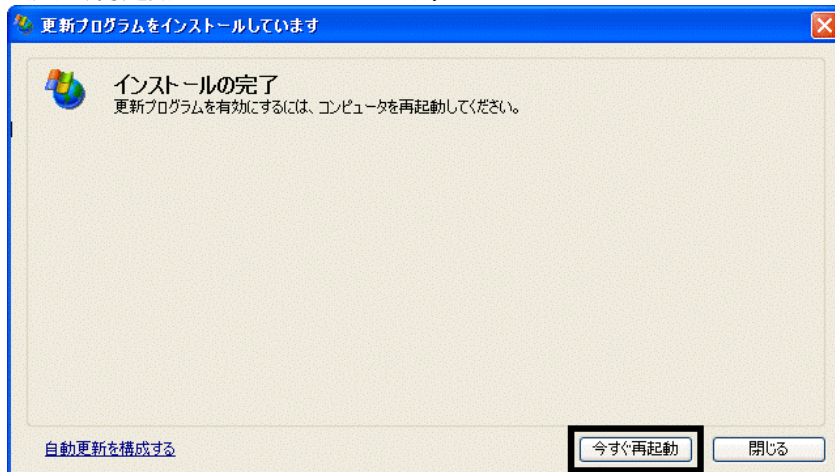 更新プログラムをインストールしています
インストールの完了
更新プログラムを有効にするには、コンピュータを再起動してください。
自動更新を構成する
今すぐ再起動
閉じる